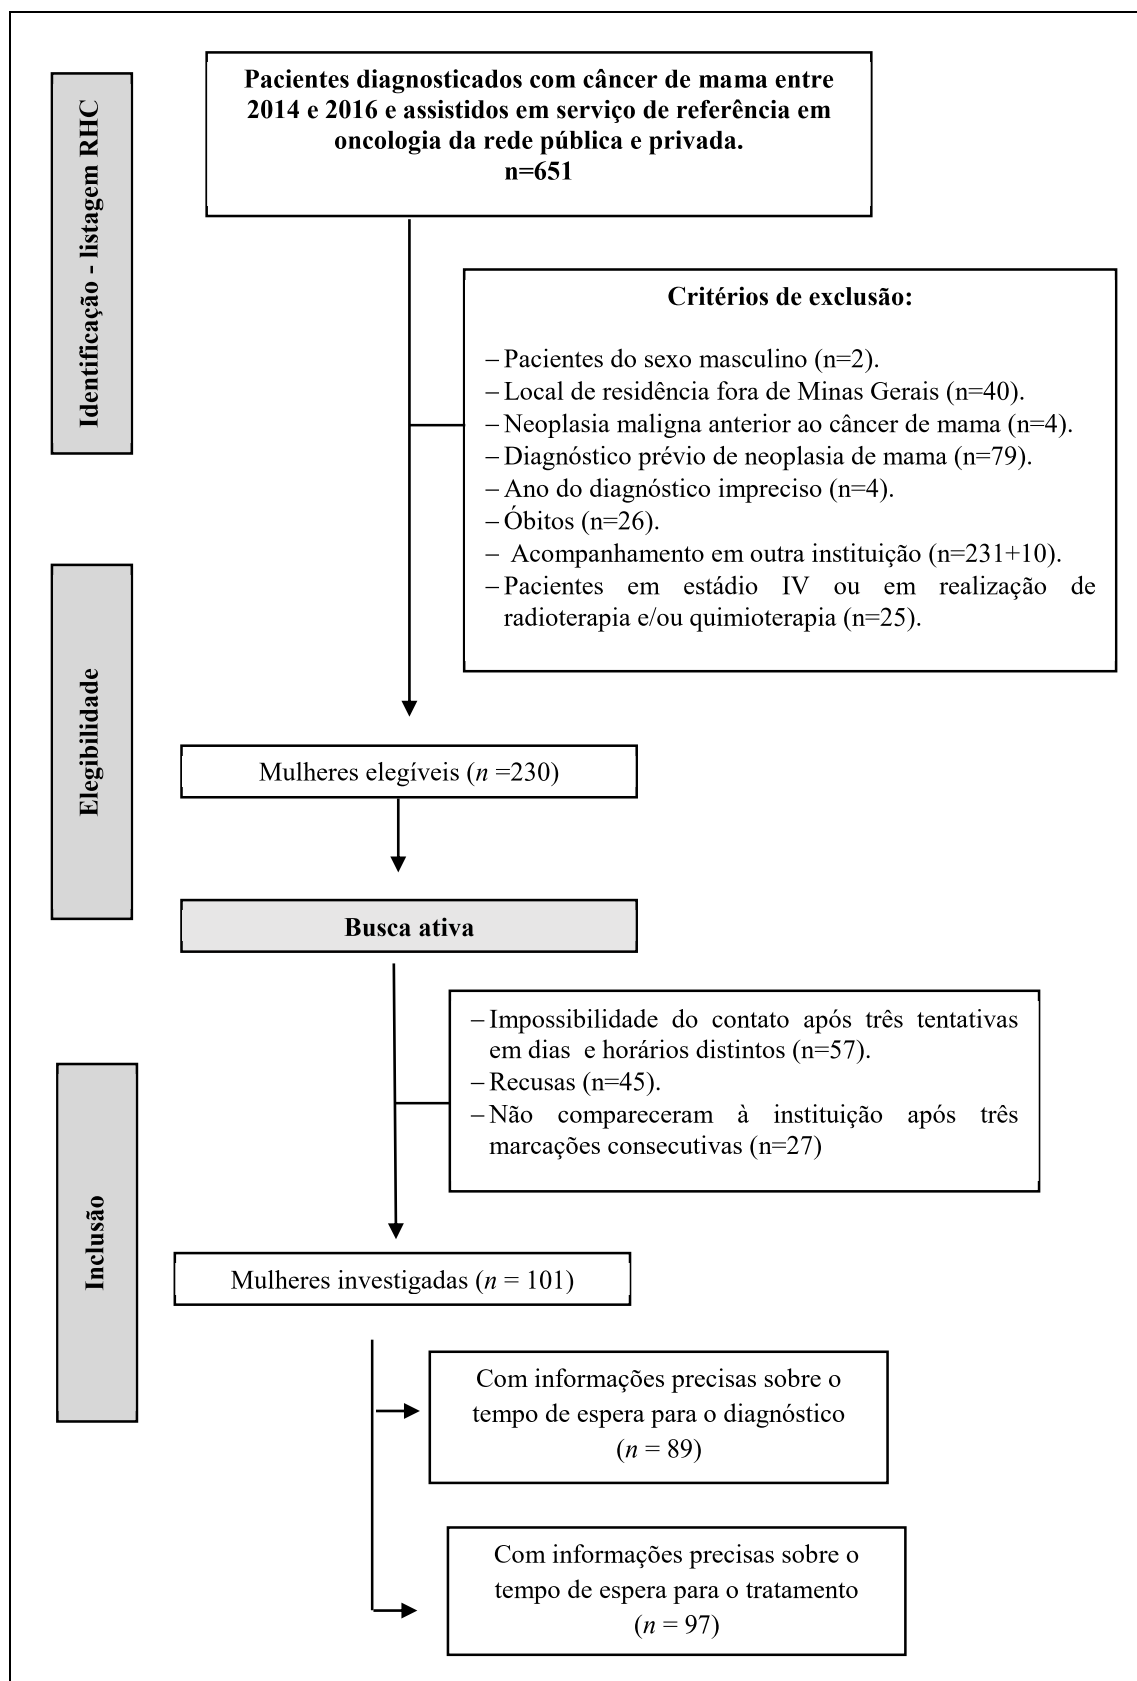 Identificação - listagem RHC
Pacientes diagnosticados com câncer de mama entre
2014 e 2016 e assistidos em serviço de referência em
oncologia da rede pública e privada.
n=651
Critérios de exclusão:
– Pacientes do sexo masculino (n=2).
– Local de residência fora de Minas Gerais (n=40).
– Neoplasia maligna anterior ao câncer de mama (n=4).
– Diagnóstico prévio de neoplasia de mama (n=79).
– Ano do diagnóstico impreciso (n=4).
– Óbitos (n=26).
– Acompanhamento em outra instituição (n=231+10).
– Pacientes em estádio IV ou em realização de
radioterapia e/ou quimioterapia (n=25).
Elegibilidade
Mulheres elegíveis (n =230)
Busca ativa
– Impossibilidade do contato após três tentativas
em dias e horários distintos (n=57).
– Recusas (n=45).
– Não compareceram à instituição após três
marcações consecutivas (n=27)
Inclusão
Mulheres investigadas (n = 101)
Com informações precisas sobre o
tempo de espera para o diagnóstico
(n = 89)
Com informações precisas sobre o
tempo de espera para o tratamento
(n = 97)